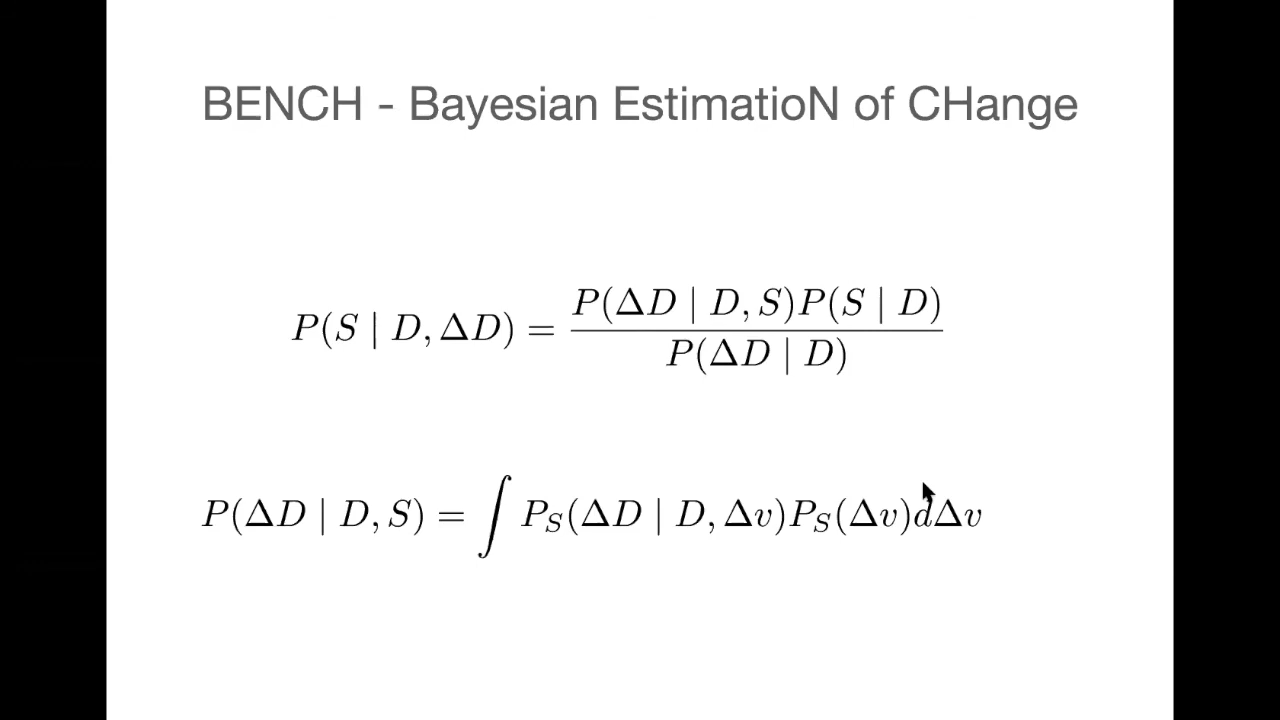 BENCH - Bayesian EstimatioN of CHange
P(S | D, ΔD) = P(ΔD | D, S)P(S | D) / P(ΔD | D)
P(ΔD | D, S) = ∫ P_S(ΔD | D, Δv)P_S(Δv)dΔv